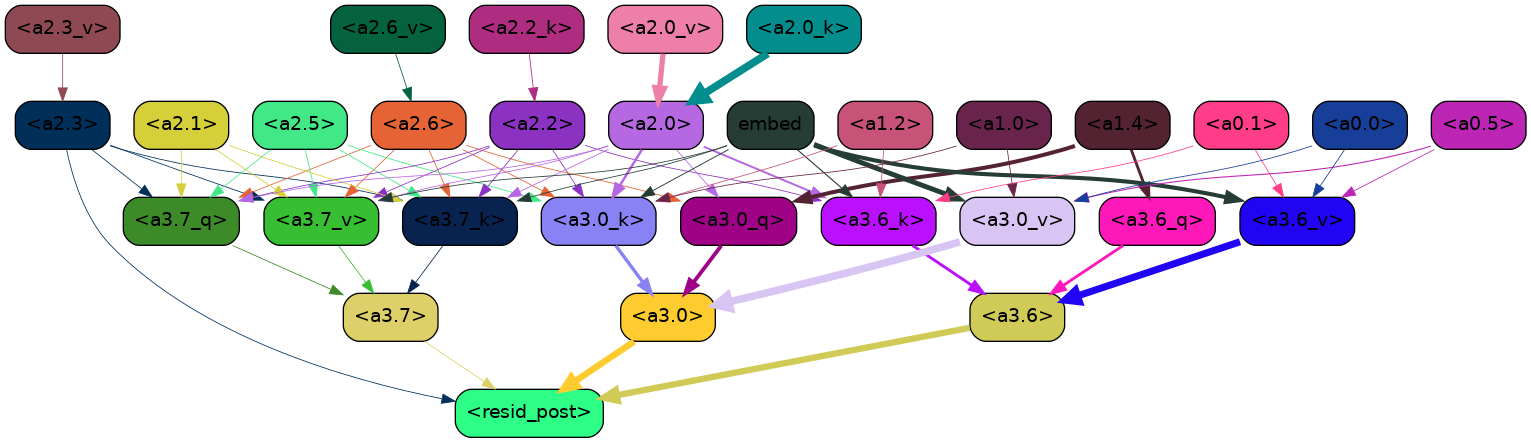 <a2.3_v> <a2.6_v> <a2.2_k> <a2.0_v> <a2.0_k>
<a2.3> <a2.1> <a2.5> <a2.6> <a2.2> <a2.0> embed <a1.2> <a1.0> <a1.4> <a0.1> <a0.0> <a0.5>
<a3.7_q> <a3.7_v> <a3.7_k> <a3.0_k> <a3.0_q> <a3.6_k> <a3.0_v> <a3.6_q> <a3.6_v>
<a3.7> <a3.0> <a3.6>
<resid_post>